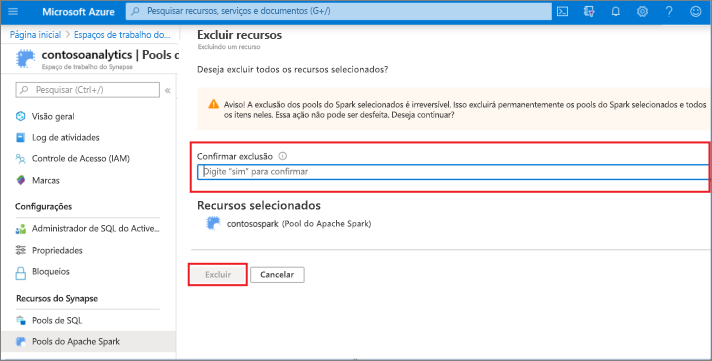 Microsoft Azure
Pesquisar recursos, serviços e documentos (G+/)
Página inicial > Espaços de trabalho do...
contosoanalytics | Pools d
Espaço de trabalho do Synapse
Pesquisar (Ctrl+/)
«
Visão geral
Log de atividades
Controle de Acesso (IAM)
Marcas
Configurações
Administrador de SQL do Active...
Propriedades
Bloqueios
Recursos do Synapse
Pools de SQL
Pools do Apache Spark
Excluir recursos
Excluindo um recurso
Deseja excluir todos os recursos selecionados?
Aviso! A exclusão dos pools do Spark selecionados é irreversível. Isso excluirá permanentemente os pools do Spark selecionados e todos
os itens neles. Essa ação não pode ser desfeita. Deseja continuar?
Confirmar exclusão
Digite "sim" para confirmar
Recursos selecionados
contosospark (Pool do Apache Spark)
Excluir
Cancelar